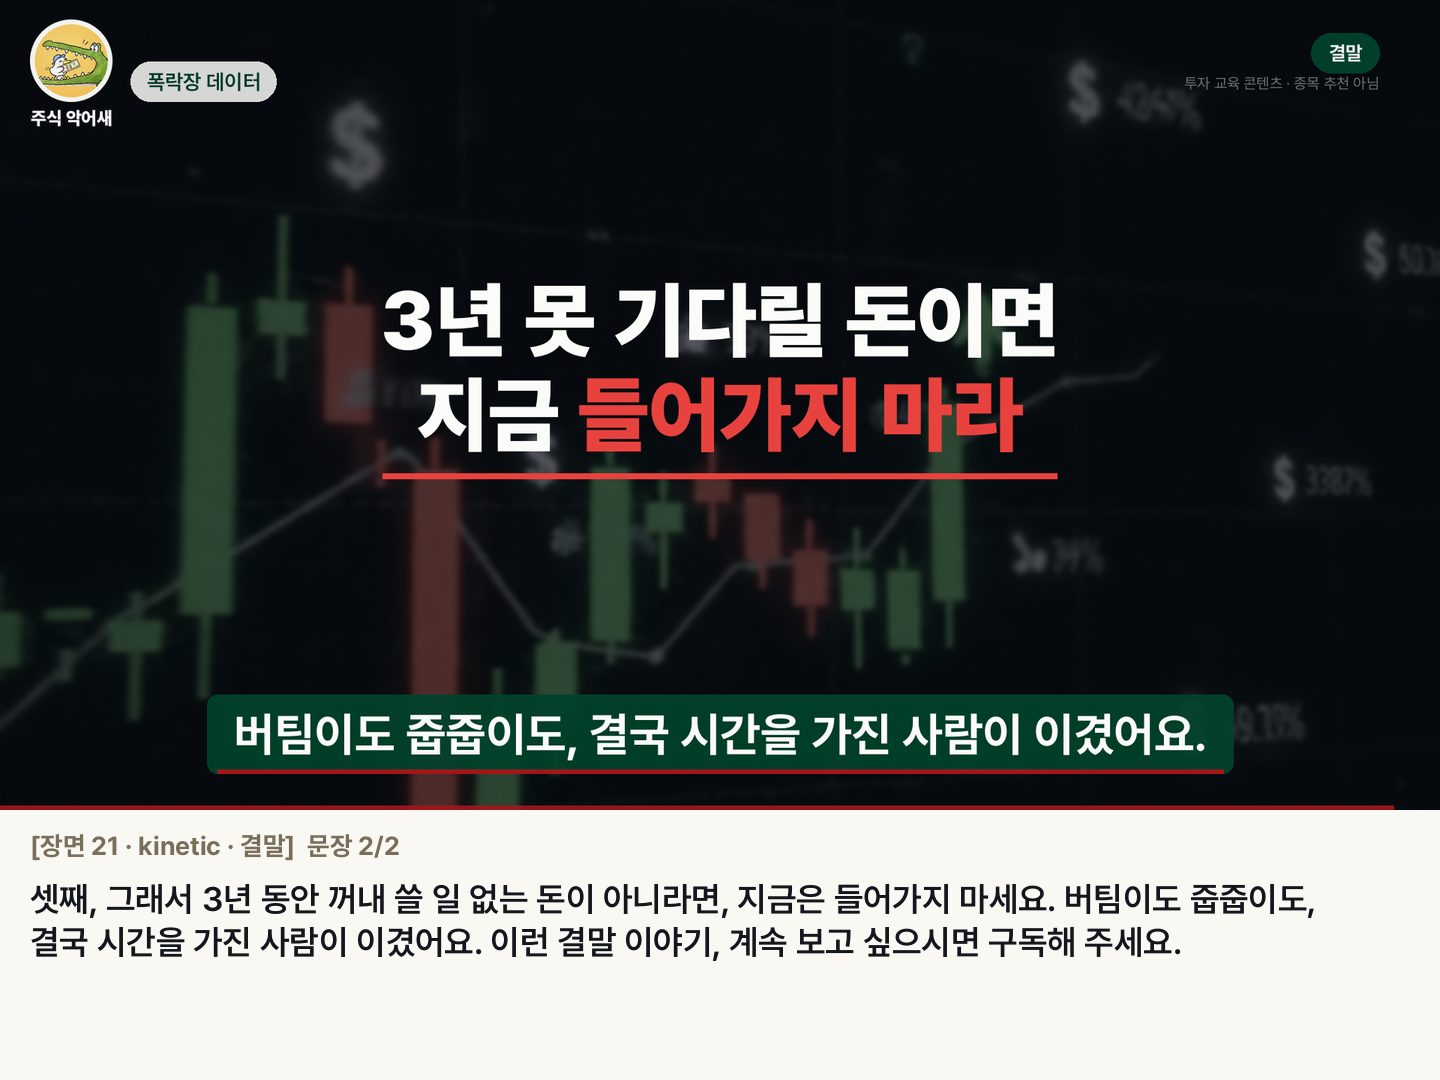 주식 악어새
폭락장 데이터
결말
투자 교육 콘텐츠 · 종목 추천 아님
$
$
$ 503
3년 못 기다릴 돈이면
지금 들어가지 마라
$
$ 3387%
버팀이도 줍줍이도, 결국 시간을 가진 사람이 이겼어요.
[장면 21 · kinetic · 결말] 문장 2/2
셋째, 그래서 3년 동안 꺼내 쓸 일 없는 돈이 아니라면, 지금은 들어가지 마세요. 버팀이도 줍줍이도,
결국 시간을 가진 사람이 이겼어요. 이런 결말 이야기, 계속 보고 싶으시면 구독해 주세요.